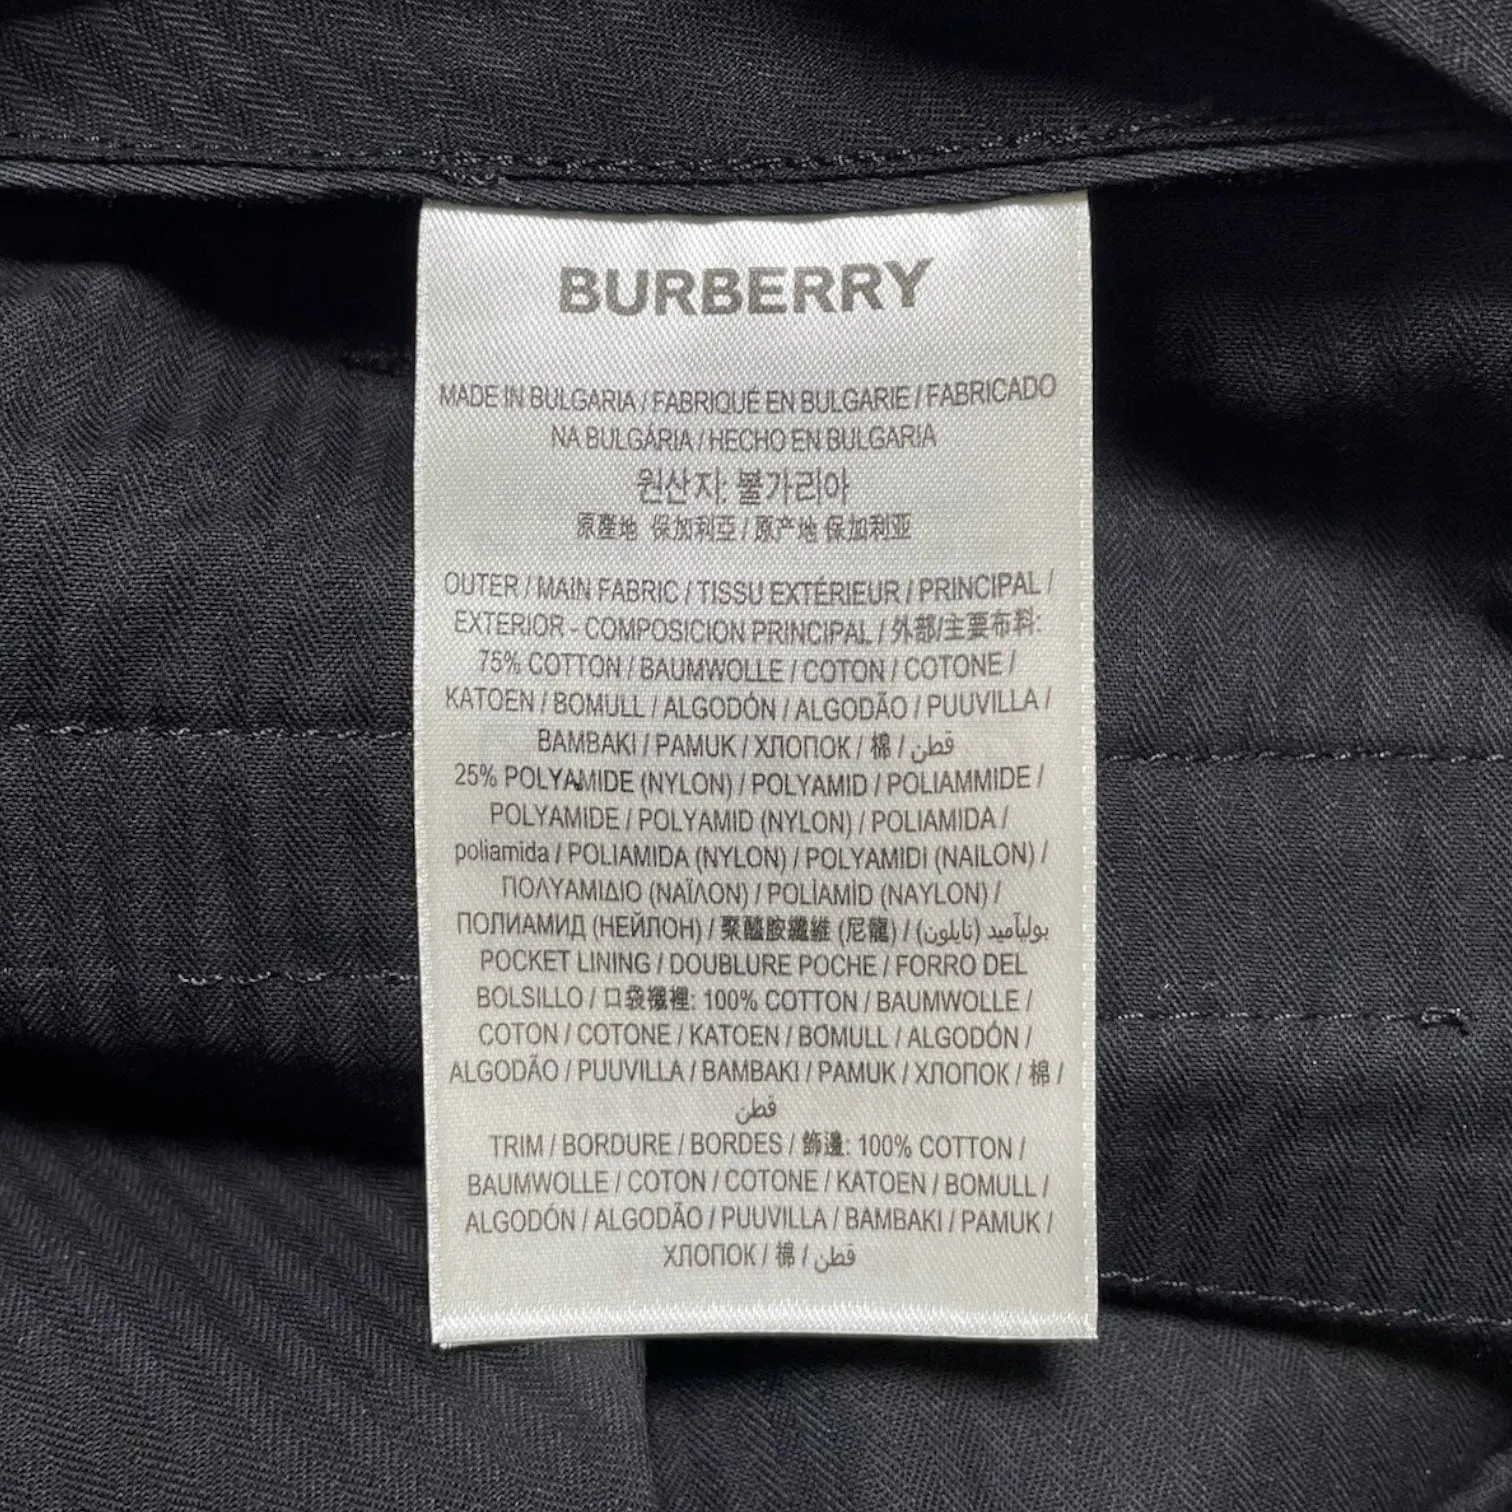 BURBERRY
MADE IN BULGARIA / FABRIQUÉ EN BULGARIE / FABRICADO
NA BULGÁRIA / HECHO EN BULGARIA
원산지: 불가리아
原產地 保加利亞 / 原产地 保加利亚
OUTER / MAIN FABRIC / TISSU EXTÉRIEUR / PRINCIPAL /
EXTERIOR - COMPOSICION PRINCIPAL / 外部/主要布料:
75% COTTON / BAUMWOLLE / COTON / COTONE /
KATOEN / BOMULL / ALGODÓN / ALGODÃO / PUUVILLA /
BAMBAKI / PAMUK / ХЛОПОК / 棉 / قطن
25% POLYAMIDE (NYLON) / POLYAMID / POLIAMMIDE /
POLYAMIDE / POLYAMID (NYLON) / POLIAMIDA /
poliamida / POLIAMIDA (NYLON) / POLYAMIDI (NAILON) /
ΠΟΛΥΑΜΙΔΙΟ (ΝΑΪΛΟΝ) / POLİAMİD (NAYLON) /
ПОЛИАМИД (НЕЙЛОН) / 聚醯胺纖維 (尼龍) / بوليآميد (نايلون)
POCKET LINING / DOUBLURE POCHE / FORRO DEL
BOLSILLO / 口袋襯裡: 100% COTTON / BAUMWOLLE /
COTON / COTONE / KATOEN / BOMULL / ALGODÓN /
ALGODÃO / PUUVILLA / BAMBAKI / PAMUK / ХЛОПОК / 棉 /
قطن
TRIM / BORDURE / BORDES / 飾邊: 100% COTTON /
BAUMWOLLE / COTON / COTONE / KATOEN / BOMULL /
ALGODÓN / ALGODÃO / PUUVILLA / BAMBAKI / PAMUK /
ХЛОПОК / 棉 / قطن